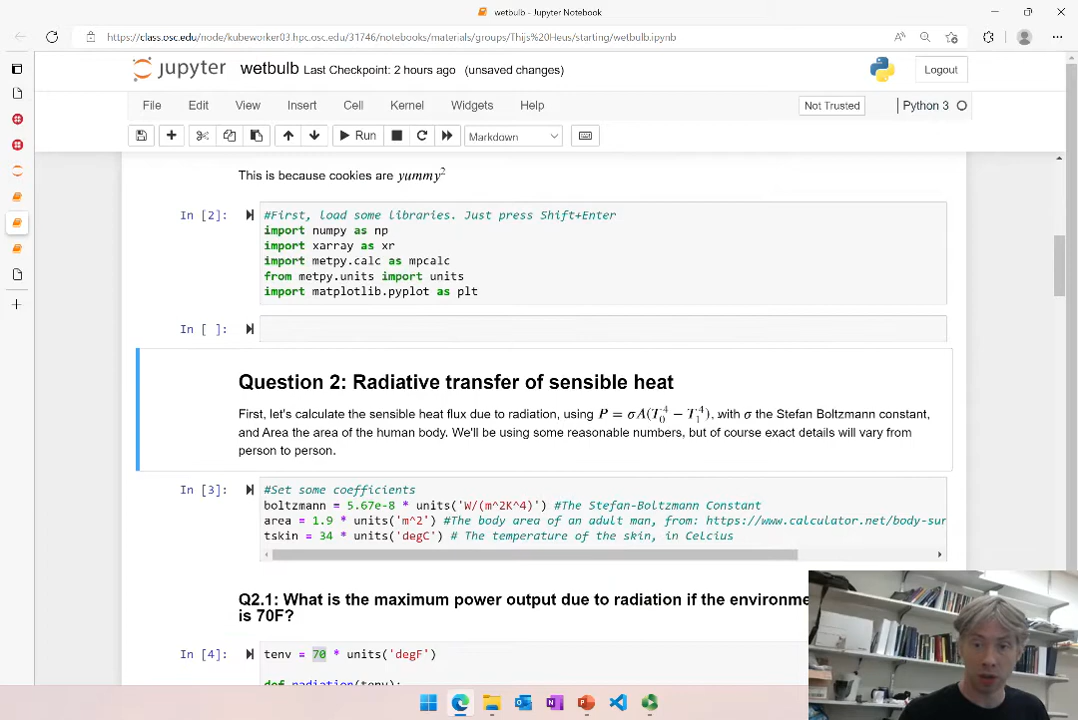 wetbulb - Jupyter Notebook
https://class.osc.edu/node/kubeworker03.hpc.osc.edu/31746/notebooks/materials/groups/Thijs%20Heus/starting/wetbulb.ipynb
jupyter wetbulb Last Checkpoint: 2 hours ago (unsaved changes) Logout
File Edit View Insert Cell Kernel Widgets Help Not Trusted Python 3
Run Markdown
This is because cookies are yummy²
In [2]: #First, load some libraries. Just press Shift+Enter
import numpy as np
import xarray as xr
import metpy.calc as mpcalc
from metpy.units import units
import matplotlib.pyplot as plt
In [ ]:
Question 2: Radiative transfer of sensible heat
First, let's calculate the sensible heat flux due to radiation, using P = σA(T₀⁴ − T₁⁴), with σ the Stefan Boltzmann constant,
and Area the area of the human body. We'll be using some reasonable numbers, but of course exact details will vary from
person to person.
In [3]: #Set some coefficients
boltzmann = 5.67e-8 * units('W/(m^2K^4)') #The Stefan-Boltzmann Constant
area = 1.9 * units('m^2') #The body area of an adult man, from: https://www.calculator.net/body-sur
tskin = 34 * units('degC') # The temperature of the skin, in Celcius
Q2.1: What is the maximum power output due to radiation if the environme
is 70F?
In [4]: tenv = 70 * units('degF')
def radiation(tenv):